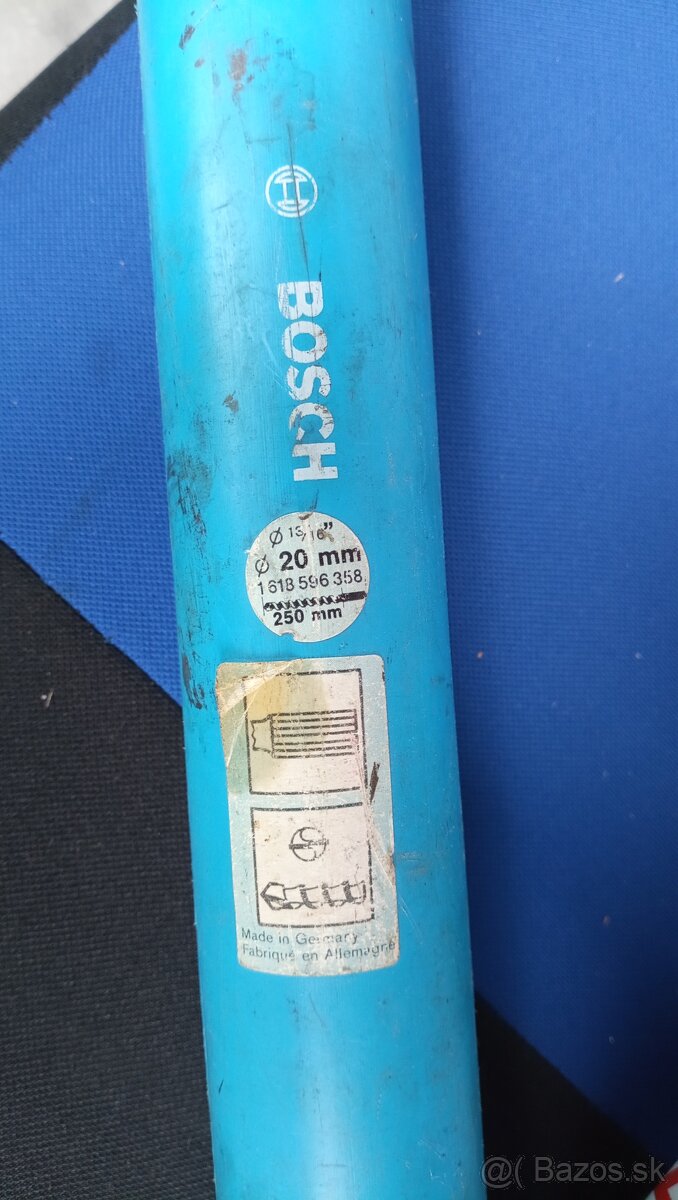 BOSCH
Ø 13/16"
Ø 20 mm
1 618 596 358
250 mm
Made in Germany
Fabriqué en Allemagne
@( Bazos.sk